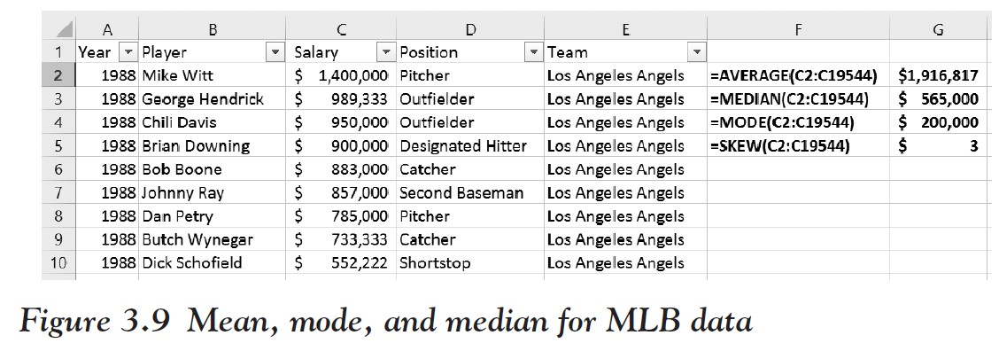 A B C D E F G
1 Year Player Salary Position Team
2 1988 Mike Witt $ 1,400,000 Pitcher Los Angeles Angels =AVERAGE(C2:C19544) $1,916,817
3 1988 George Hendrick $ 989,333 Outfielder Los Angeles Angels =MEDIAN(C2:C19544) $ 565,000
4 1988 Chili Davis $ 950,000 Outfielder Los Angeles Angels =MODE(C2:C19544) $ 200,000
5 1988 Brian Downing $ 900,000 Designated Hitter Los Angeles Angels =SKEW(C2:C19544) $ 3
6 1988 Bob Boone $ 883,000 Catcher Los Angeles Angels
7 1988 Johnny Ray $ 857,000 Second Baseman Los Angeles Angels
8 1988 Dan Petry $ 785,000 Pitcher Los Angeles Angels
9 1988 Butch Wynegar $ 733,333 Catcher Los Angeles Angels
10 1988 Dick Schofield $ 552,222 Shortstop Los Angeles Angels
Figure 3.9 Mean, mode, and median for MLB data